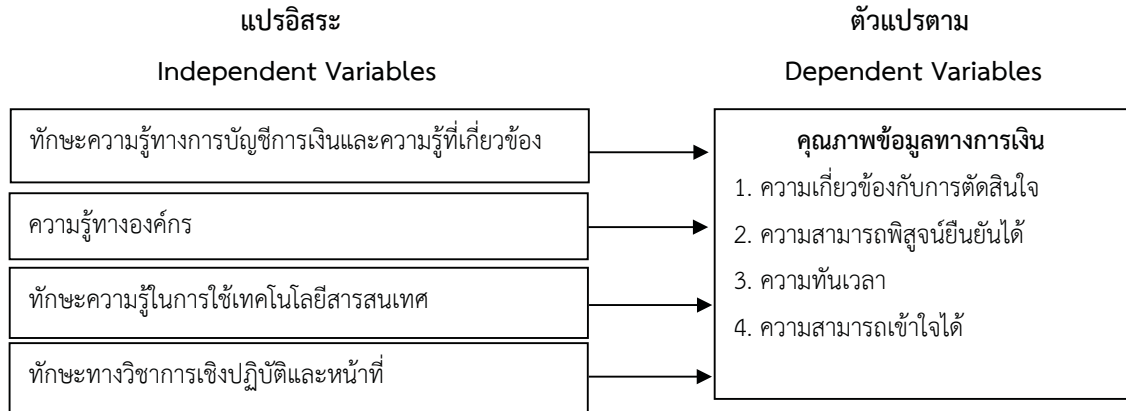 แปรอิสระ
Independent Variables
ตัวแปรตาม
Dependent Variables
ทักษะความรู้ทางการบัญชีการเงินและความรู้ที่เกี่ยวข้อง
ความรู้ทางองค์กร
ทักษะความรู้ในการใช้เทคโนโลยีสารสนเทศ
ทักษะทางวิชาการเชิงปฏิบัติและหน้าที่
คุณภาพข้อมูลทางการเงิน
1. ความเกี่ยวข้องกับการตัดสินใจ
2. ความสามารถพิสูจน์ยืนยันได้
3. ความทันเวลา
4. ความสามารถเข้าใจได้